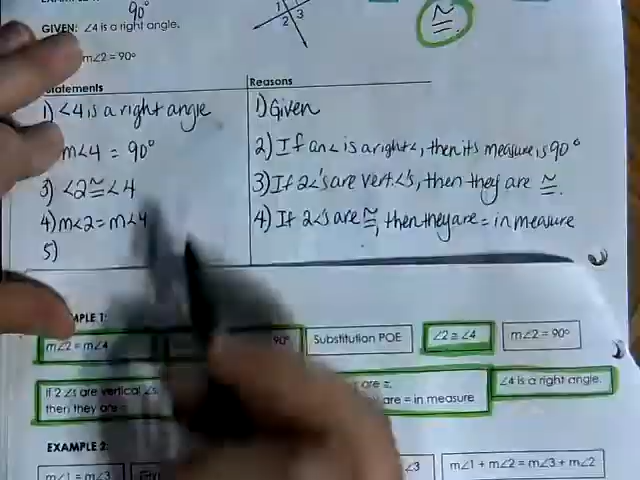 90°
GIVEN: ∠4 is a right angle.
m∠2 = 90°
1
2 3
≅
Statements Reasons
1) ∠4 is a right angle 1) Given
m∠4 = 90° 2) If an ∠ is a right ∠, then its measure is 90°
3) ∠2 ≅ ∠4 3) If 2 ∠'s are vert. ∠'s, then they are ≅.
4) m∠2 = m∠4 4) If 2 ∠s are ≅, then they are = in measure
5)
MPLE 1:
m∠2 = m∠4 90° Substitution POE ∠2 ≅ ∠4 m∠2 = 90°
If 2 ∠s are vertical ∠s, are ≅, ∠4 is a right angle.
then they are are = in measure
EXAMPLE 2:
m∠1 = m∠3 ∠3 m∠1 + m∠2 = m∠3 + m∠2